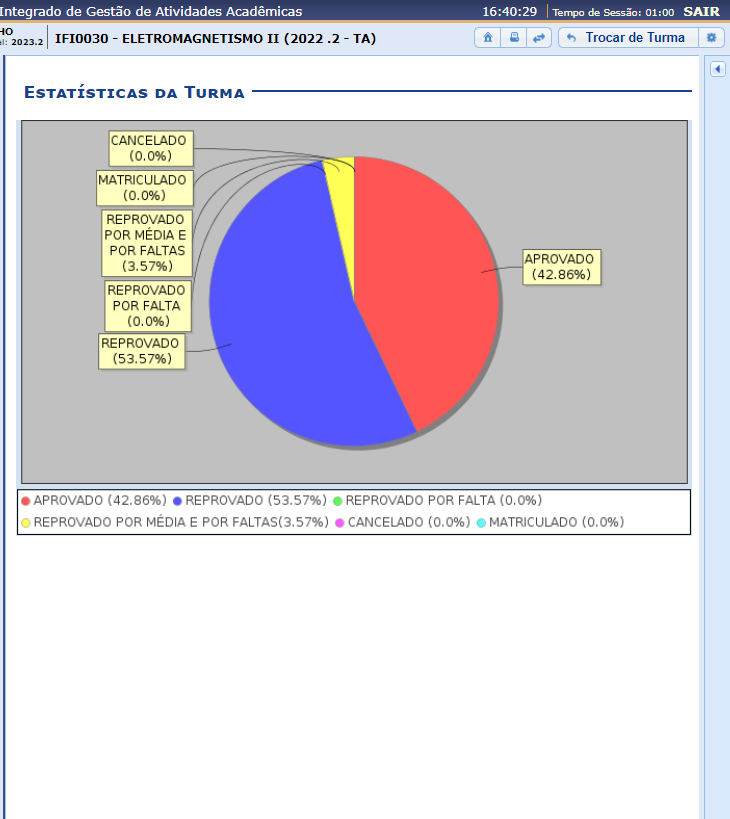 Integrado de Gestão de Atividades Acadêmicas 16:40:29 Tempo de Sessão: 01:00 SAIR
HO
el: 2023.2
IFI0030 - ELETROMAGNETISMO II (2022 .2 - TA)
Trocar de Turma
Estatísticas da Turma
CANCELADO
(0.0%)
MATRICULADO
(0.0%)
REPROVADO
POR MÉDIA E
POR FALTAS
(3.57%)
REPROVADO
POR FALTA
(0.0%)
REPROVADO
(53.57%)
APROVADO
(42.86%)
APROVADO (42.86%) REPROVADO (53.57%) REPROVADO POR FALTA (0.0%)
REPROVADO POR MÉDIA E POR FALTAS(3.57%) CANCELADO (0.0%) MATRICULADO (0.0%)